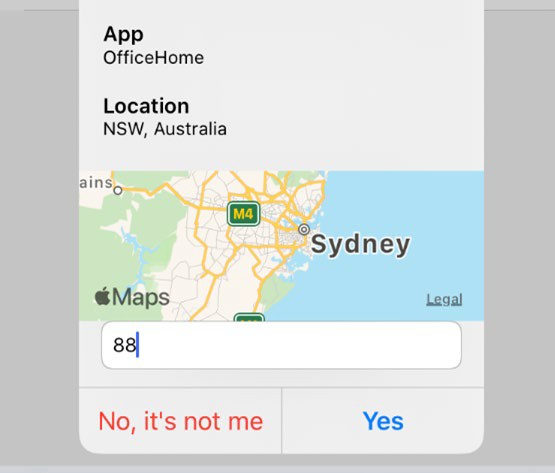 App
OfficeHome
Location
NSW, Australia
ains
M4
Sydney
Maps
Legal
88
No, it's not me
Yes